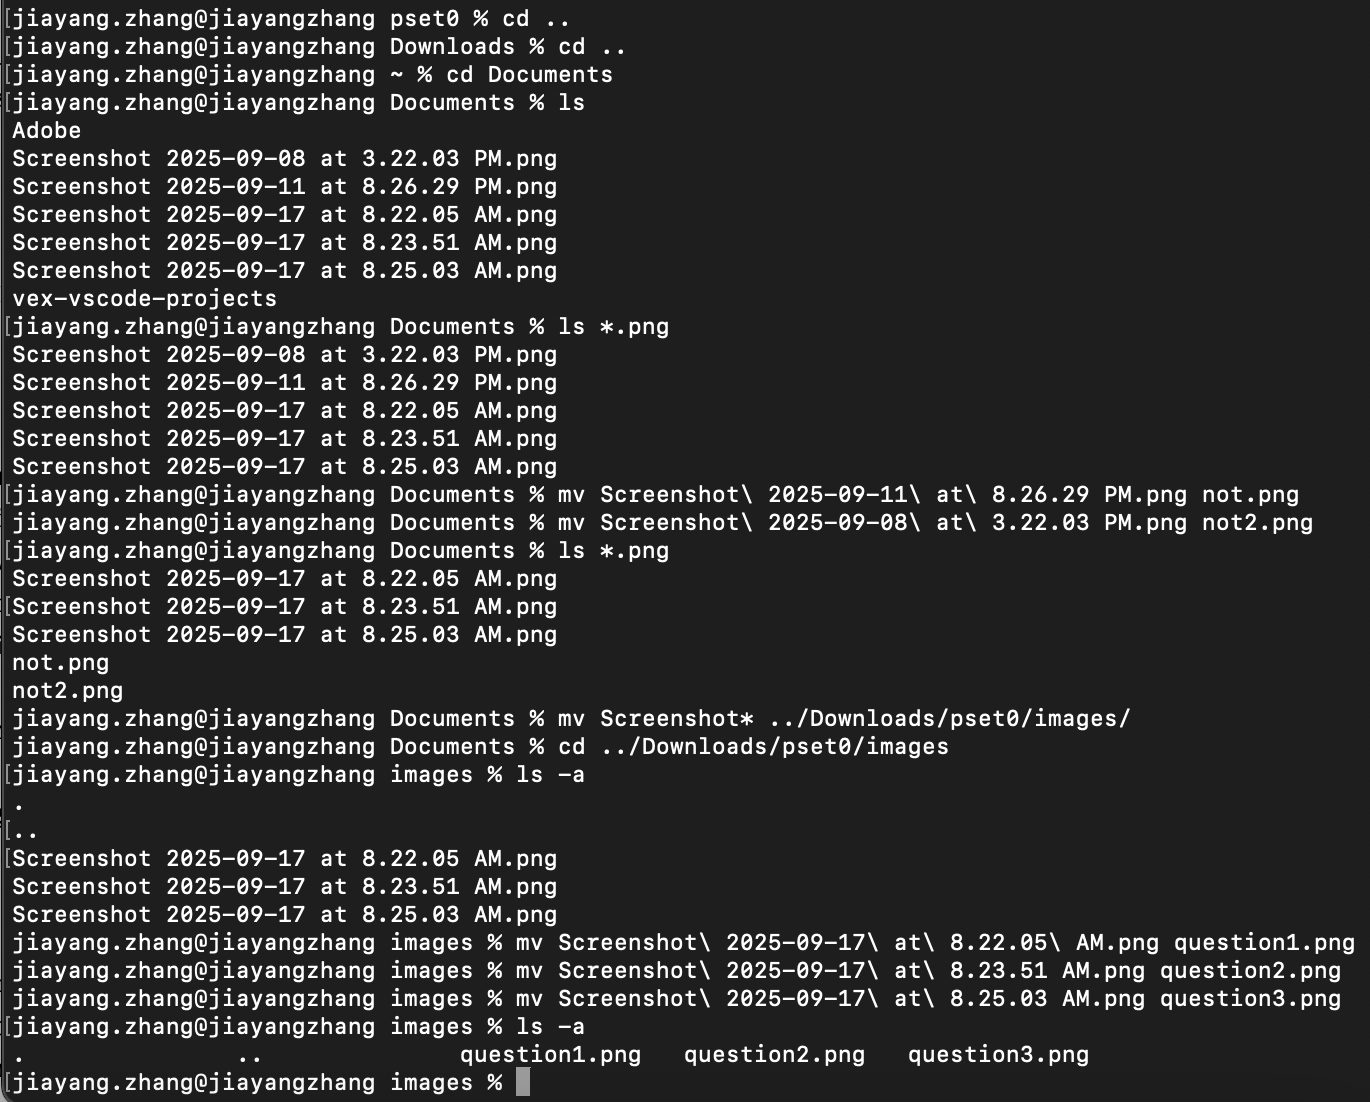 [jiayang.zhang@jiayangzhang pset0 % cd ..
[jiayang.zhang@jiayangzhang Downloads % cd ..
[jiayang.zhang@jiayangzhang ~ % cd Documents
[jiayang.zhang@jiayangzhang Documents % ls
Adobe
Screenshot 2025-09-08 at 3.22.03 PM.png
Screenshot 2025-09-11 at 8.26.29 PM.png
Screenshot 2025-09-17 at 8.22.05 AM.png
Screenshot 2025-09-17 at 8.23.51 AM.png
Screenshot 2025-09-17 at 8.25.03 AM.png
vex-vscode-projects
[jiayang.zhang@jiayangzhang Documents % ls *.png
Screenshot 2025-09-08 at 3.22.03 PM.png
Screenshot 2025-09-11 at 8.26.29 PM.png
Screenshot 2025-09-17 at 8.22.05 AM.png
Screenshot 2025-09-17 at 8.23.51 AM.png
Screenshot 2025-09-17 at 8.25.03 AM.png
[jiayang.zhang@jiayangzhang Documents % mv Screenshot\ 2025-09-11\ at\ 8.26.29 PM.png not.png
[jiayang.zhang@jiayangzhang Documents % mv Screenshot\ 2025-09-08\ at\ 3.22.03 PM.png not2.png
[jiayang.zhang@jiayangzhang Documents % ls *.png
Screenshot 2025-09-17 at 8.22.05 AM.png
[Screenshot 2025-09-17 at 8.23.51 AM.png
Screenshot 2025-09-17 at 8.25.03 AM.png
not.png
not2.png
jiayang.zhang@jiayangzhang Documents % mv Screenshot* ../Downloads/pset0/images/
jiayang.zhang@jiayangzhang Documents % cd ../Downloads/pset0/images
[jiayang.zhang@jiayangzhang images % ls -a
.
[..
[Screenshot 2025-09-17 at 8.22.05 AM.png
[Screenshot 2025-09-17 at 8.23.51 AM.png
[Screenshot 2025-09-17 at 8.25.03 AM.png
jiayang.zhang@jiayangzhang images % mv Screenshot\ 2025-09-17\ at\ 8.22.05\ AM.png question1.png
jiayang.zhang@jiayangzhang images % mv Screenshot\ 2025-09-17\ at\ 8.23.51 AM.png question2.png
jiayang.zhang@jiayangzhang images % mv Screenshot\ 2025-09-17\ at\ 8.25.03 AM.png question3.png
[jiayang.zhang@jiayangzhang images % ls -a
. .. question1.png question2.png question3.png
[jiayang.zhang@jiayangzhang images %